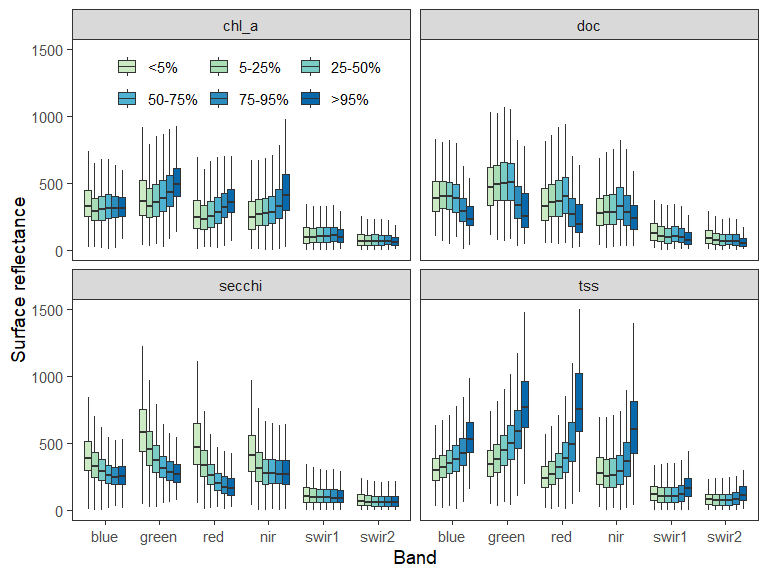 chl_a doc
1500
1000
500
0
<5% 5-25% 25-50%
50-75% 75-95% >95%
Surface reflectance
secchi tss
1500
1000
500
0
blue green red nir swir1 swir2 blue green red nir swir1 swir2
Band